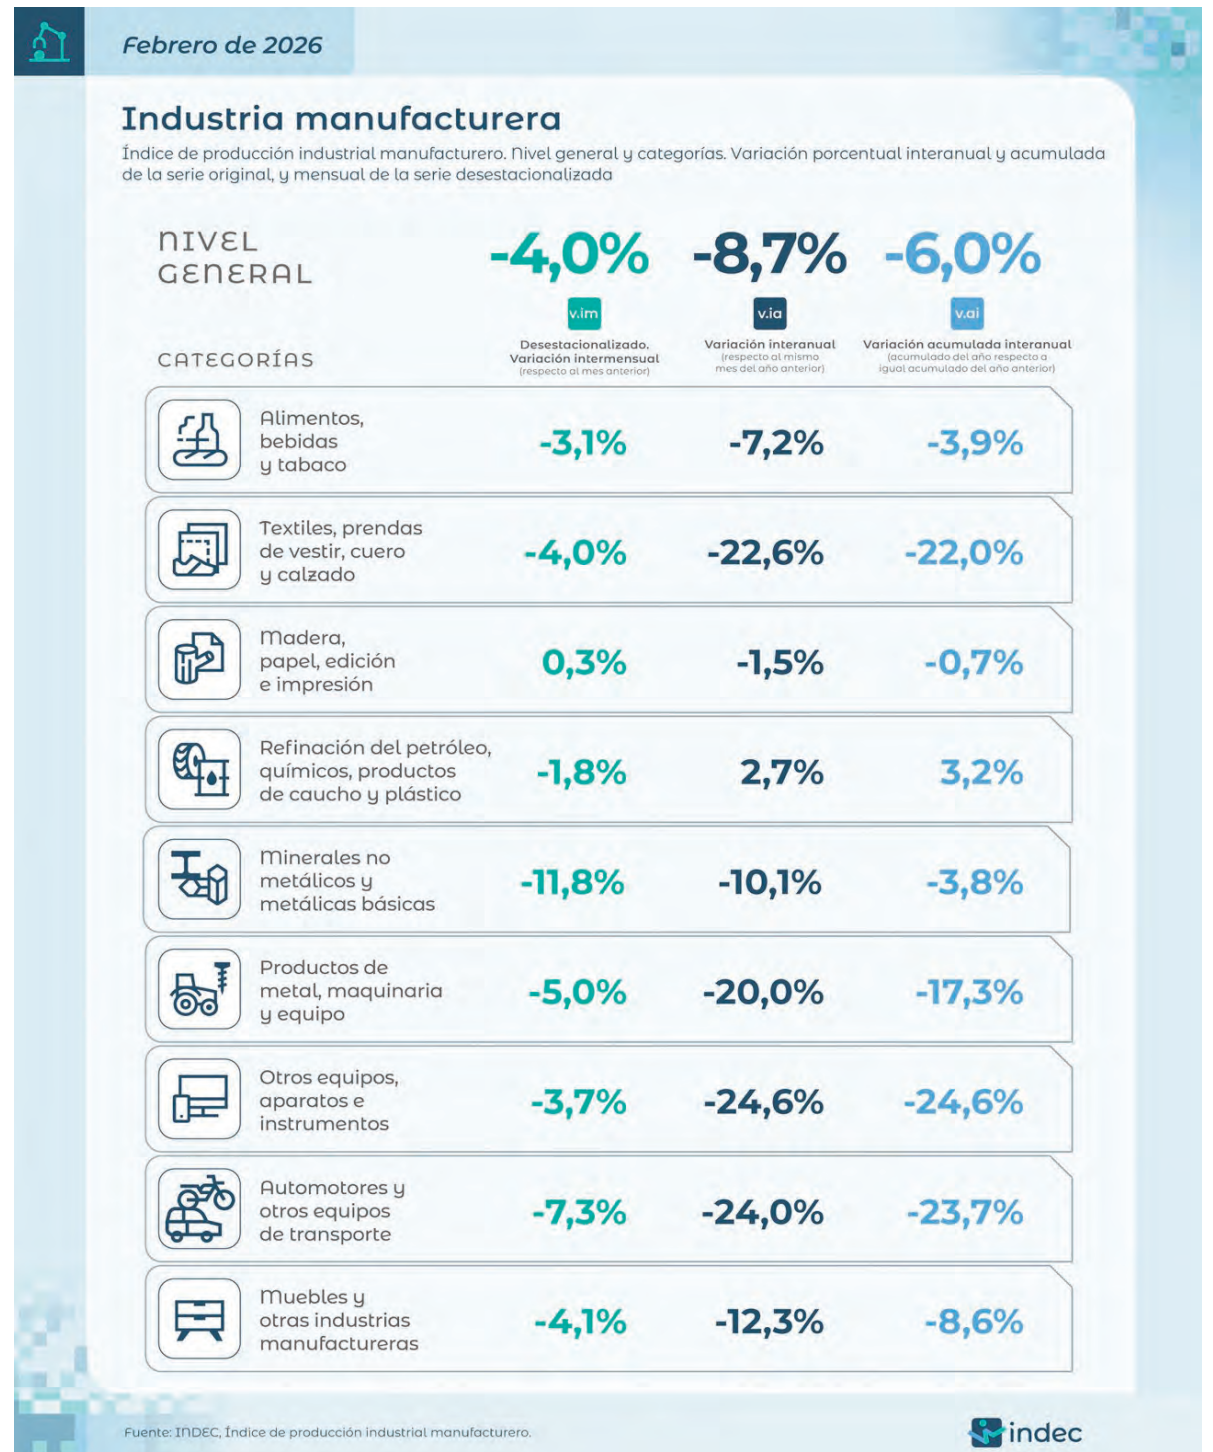 Febrero de 2026
Industria manufacturera
Índice de producción industrial manufacturero. Nivel general y categorías. Variación porcentual interanual y acumulada
de la serie original, y mensual de la serie desestacionalizada
NIVEL
GENERAL
-4,0% -8,7% -6,0%
v.im v.ia v.ai
Desestacionalizado.
Variación intermensual
(respecto al mes anterior)
Variación interanual
(respecto al mismo
mes del año anterior)
Variación acumulada interanual
(acumulado del año respecto a
igual acumulado del año anterior)
CATEGORÍAS
Alimentos,
bebidas
y tabaco
-3,1% -7,2% -3,9%
Textiles, prendas
de vestir, cuero
y calzado
-4,0% -22,6% -22,0%
Madera,
papel, edición
e impresión
0,3% -1,5% -0,7%
Refinación del petróleo,
químicos, productos
de caucho y plástico
-1,8% 2,7% 3,2%
Minerales no
metálicos y
metálicas básicas
-11,8% -10,1% -3,8%
Productos de
metal, maquinaria
y equipo
-5,0% -20,0% -17,3%
Otros equipos,
aparatos e
instrumentos
-3,7% -24,6% -24,6%
Automotores y
otros equipos
de transporte
-7,3% -24,0% -23,7%
Muebles y
otras industrias
manufactureras
-4,1% -12,3% -8,6%
Fuente: INDEC, Índice de producción industrial manufacturero.
indec